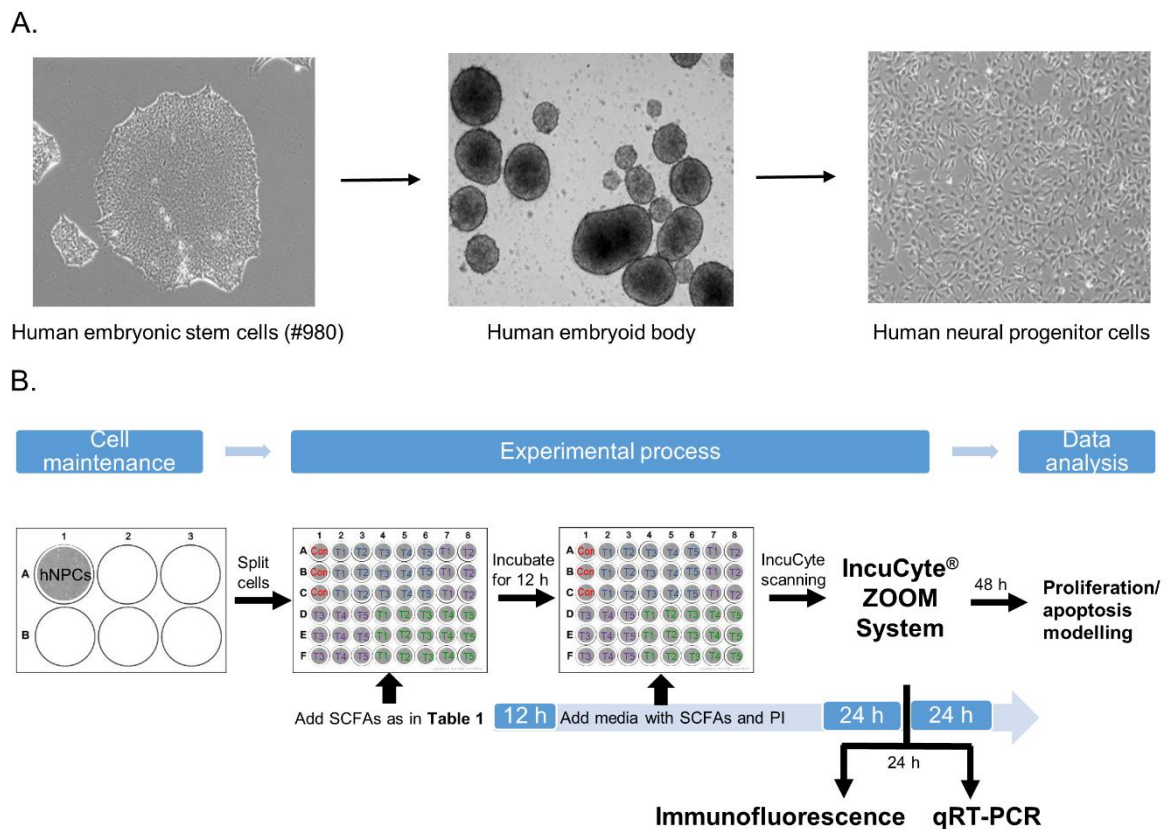 A.
Human embryonic stem cells (#980)
Human embryoid body
Human neural progenitor cells
B.
Cell
maintenance
Experimental process
Data
analysis
1 2 3
A
hNPCs
B
Split
cells
1 2 3 4 5 6 7 8
A Con T1 T2 T3 T4 T5 T1 T2
B Con T1 T2 T3 T4 T5 T1 T2
C Con T1 T2 T3 T4 T5 T1 T2
D T3 T4 T5 T1 T2 T3 T4 T5
E T3 T4 T5 T1 T2 T3 T4 T5
F T3 T4 T5 T1 T2 T3 T4 T5
Incubate
for 12 h
1 2 3 4 5 6 7 8
A Con T1 T2 T3 T4 T5 T1 T2
B Con T1 T2 T3 T4 T5 T1 T2
C Con T1 T2 T3 T4 T5 T1 T2
D T3 T4 T5 T1 T2 T3 T4 T5
E T3 T4 T5 T1 T2 T3 T4 T5
F T3 T4 T5 T1 T2 T3 T4 T5
IncuCyte
scanning
IncuCyte®
ZOOM
System
48 h
Proliferation/
apoptosis
modelling
Add SCFAs as in Table 1
12 h
Add media with SCFAs and PI
24 h
24 h
24 h
Immunofluorescence
qRT-PCR